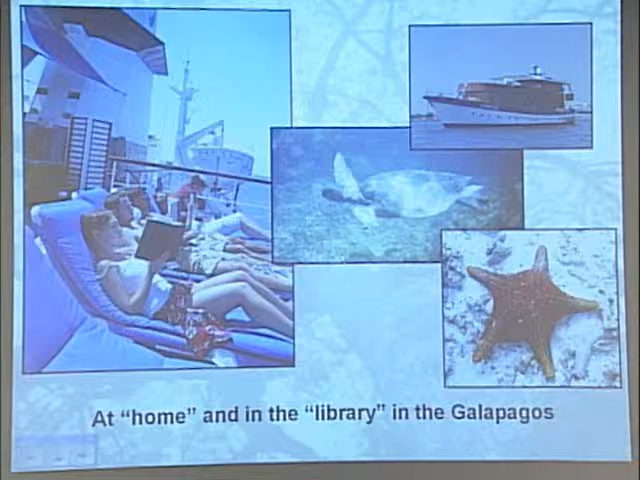 At “home” and in the “library” in the Galapagos